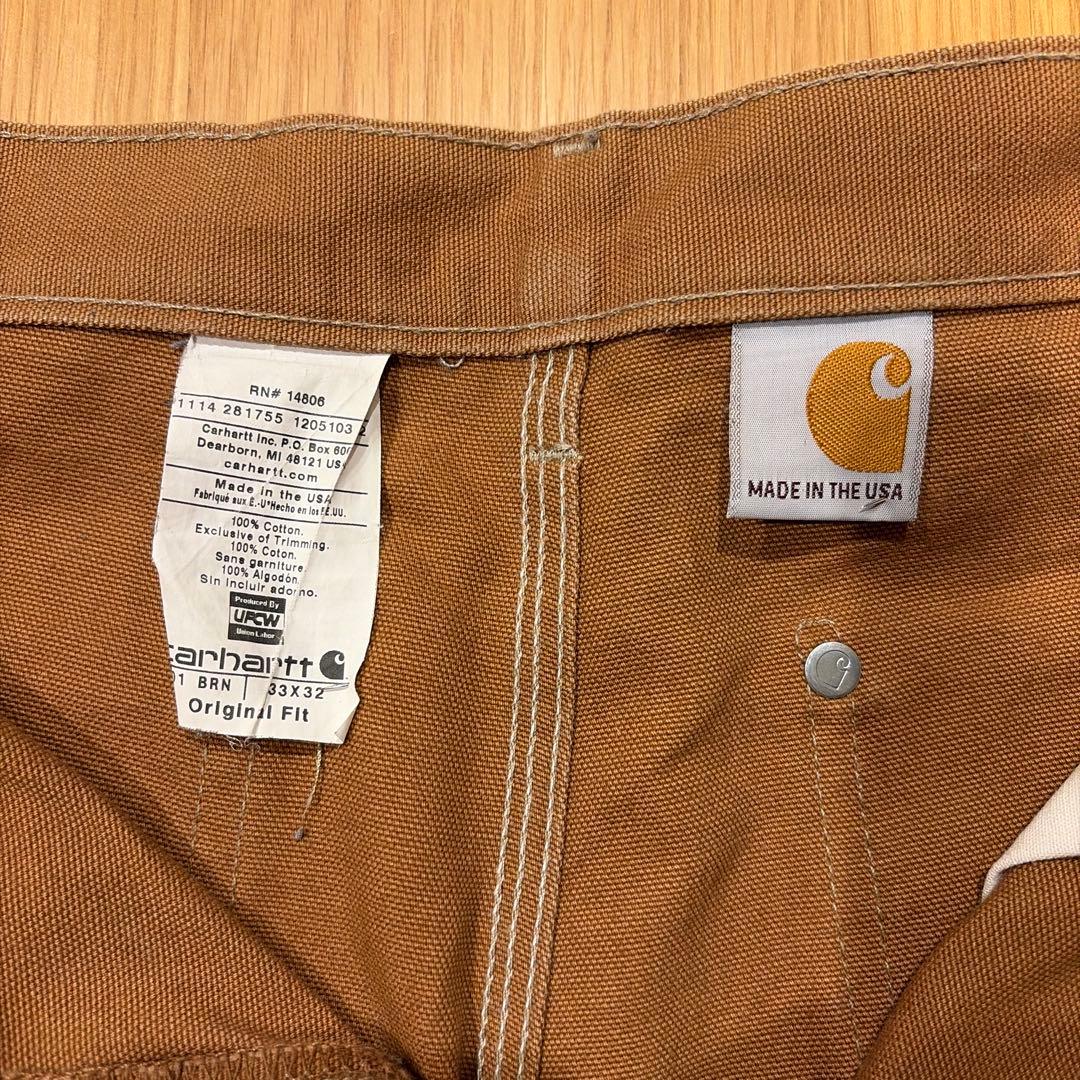 RN# 14806
1114 281755 1205103 2
Carhartt Inc. P.O. Box 600
Dearborn, MI 48121 US
carhartt.com
Made in the USA
Fabriqué aux É.-U*Hecho en los EE.UU.
100% Cotton.
Exclusive of Trimming.
100% Coton.
Sans garniture.
100% Algodón.
Sin incluir adorno.
Produced By
UFCW
Union Labor
carhartt
01 BRN | 33X32
Original Fit
MADE IN THE USA